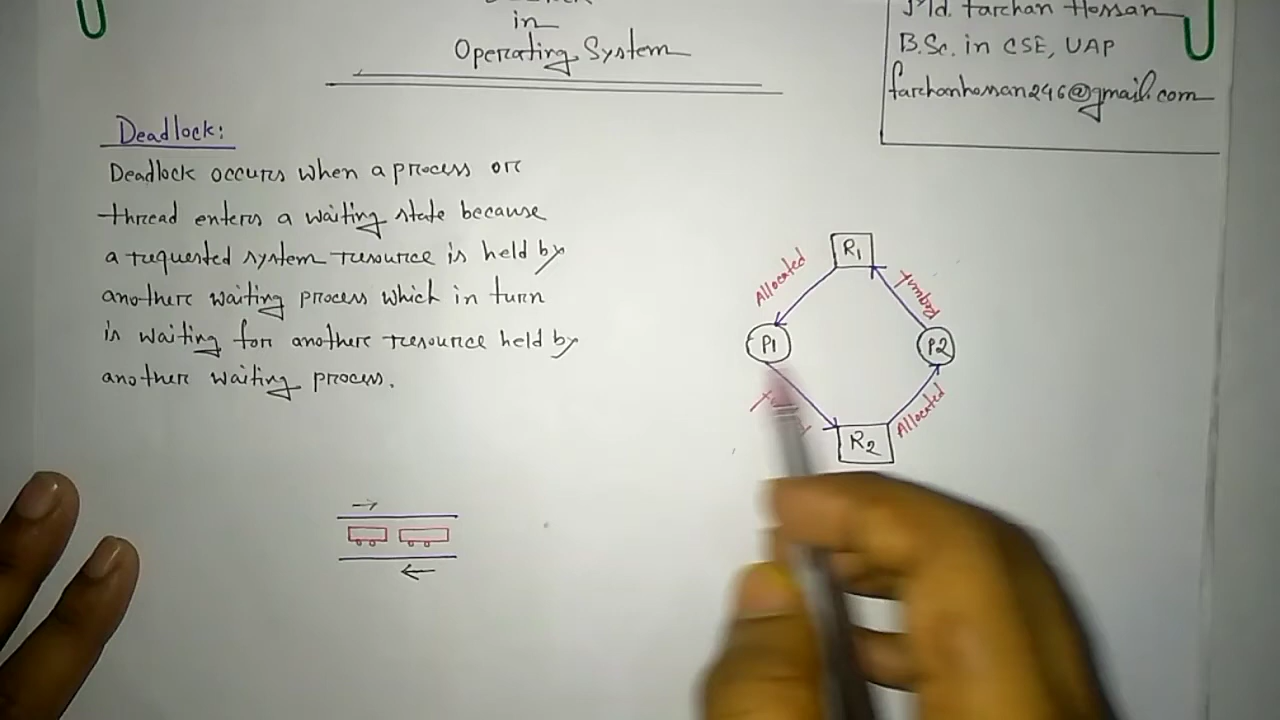 in
Operating System
Md. Farhan Hossan
B.Sc. in CSE, UAP
farhanhossan246@gmail.com
Deadlock:
Deadlock occurs when a process or
thread enters a waiting state because
a requested system resource is held by
another waiting process which in turn
is waiting for another resource held by
another waiting process.
R1
Allocated
Request
P1
P2
Allocated
R2